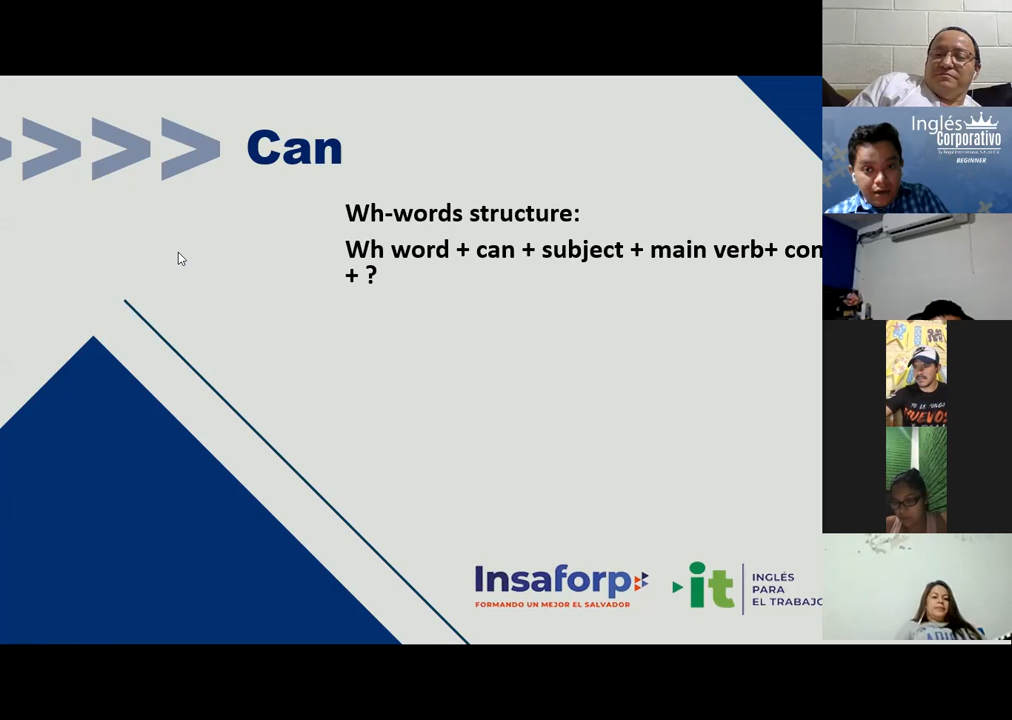 Can
Wh-words structure:
Wh word + can + subject + main verb+
+ ?
Insaforp
FORMANDO UN MEJOR EL SALVADOR
it
INGLÉS
PARA
EL TRABAJO
Inglés
Corporativo
BEGINNER
HUEVOS